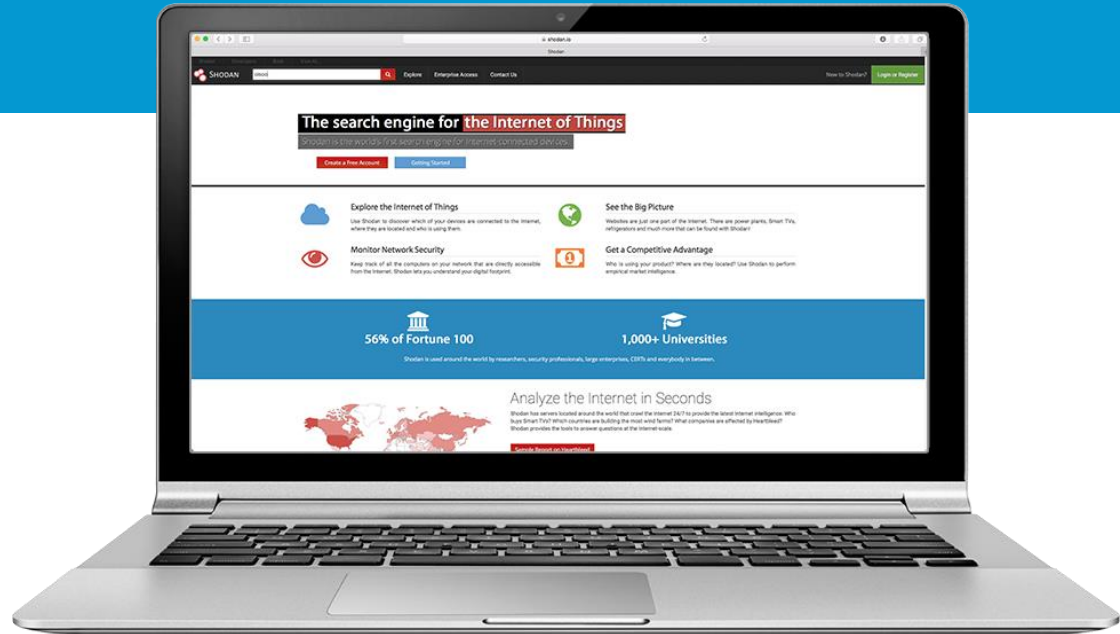 shodan.io
Shodan
SHODAN
Explore
Enterprise Access
Contact Us
New to Shodan?
Login or Register
The search engine for the Internet of Things
Shodan is the world's first search engine for Internet-connected devices.
Create a Free Account
Getting Started
Explore the Internet of Things
Use Shodan to discover which of your devices are connected to the Internet,
where they are located and who is using them.
See the Big Picture
Websites are just one part of the Internet. There are power plants, Smart TVs,
refrigerators and much more that can be found with Shodan!
Monitor Network Security
Keep track of all the computers on your network that are directly accessible
from the Internet. Shodan lets you understand your digital footprint.
Get a Competitive Advantage
Who is using your product? Where are they located? Use Shodan to perform
empirical market intelligence.
56% of Fortune 100
1,000+ Universities
Shodan is used around the world by researchers, security professionals, large enterprises, CERTs and everybody in between.
Analyze the Internet in Seconds
Shodan has servers located around the world that crawl the Internet 24/7 to provide the latest Internet intelligence. Who
buys Smart TVs? Which countries are building the most wind farms? What companies are affected by Heartbleed?
Shodan provides the tools to answer questions at the Internet-scale.
Sample Report on Heartbleed